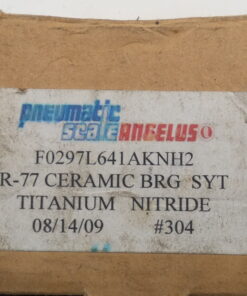 pneumatic
scale ANGELUS
F0297L641AKNH2
R-77 CERAMIC BRG SYT
TITANIUM NITRIDE
08/14/09 #304